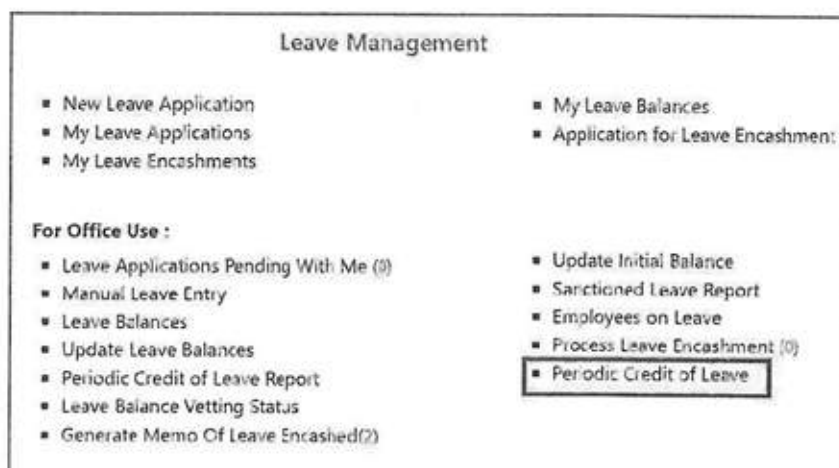 Leave Management
New Leave Application
My Leave Applications
My Leave Encashments
My Leave Balances
Application for Leave Encashment
For Office Use :
Leave Applications Pending With Me (0)
Manual Leave Entry
Leave Balances
Update Leave Balances
Periodic Credit of Leave Report
Leave Balance Vetting Status
Generate Memo Of Leave Encashed(2)
Update Initial Balance
Sanctioned Leave Report
Employees on Leave
Process Leave Encashment (0)
Periodic Credit of Leave